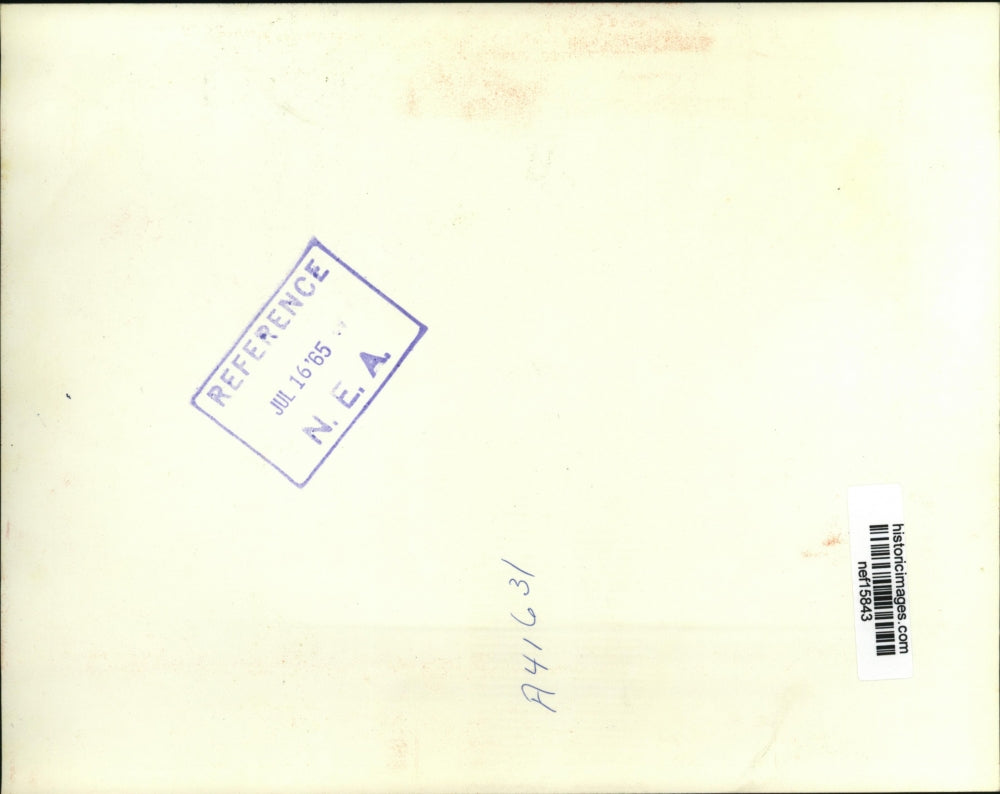 REFERENCE
JUL 16 '65
N. E. A.
A41631
historicimages.com
nef15843